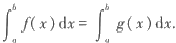 ∫_a^b f(x)dx = ∫_a^b g(x)dx.